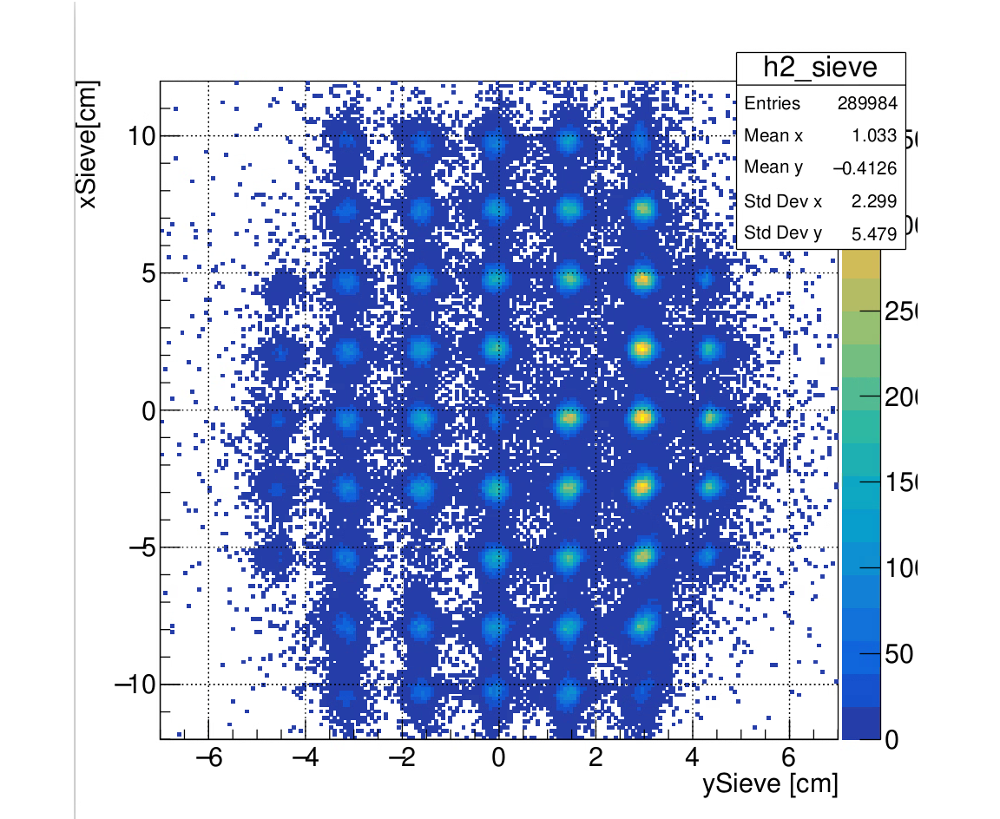 h2_sieve
Entries 289984
Mean x 1.033
Mean y −0.4126
Std Dev x 2.299
Std Dev y 5.479
xSieve[cm]
10
5
0
−5
−10
−6 −4 −2 0 2 4 6
ySieve [cm]
250
200
150
100
50
0